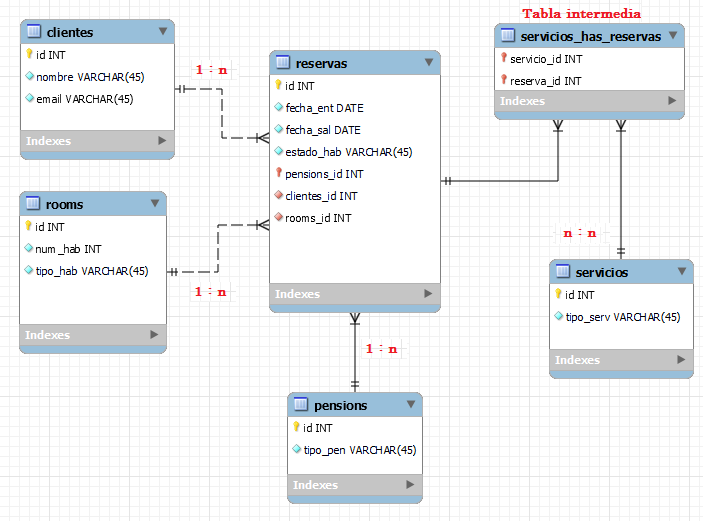 clientes
id INT
nombre VARCHAR(45)
email VARCHAR(45)
Indexes
1 : n
reservas
id INT
fecha_ent DATE
fecha_sal DATE
estado_hab VARCHAR(45)
pensions_id INT
clientes_id INT
rooms_id INT
Indexes
Tabla intermedia
servicios_has_reservas
servicio_id INT
reserva_id INT
Indexes
rooms
id INT
num_hab INT
tipo_hab VARCHAR(45)
Indexes
1 : n
n : n
servicios
id INT
tipo_serv VARCHAR(45)
Indexes
1 : n
pensions
id INT
tipo_pen VARCHAR(45)
Indexes